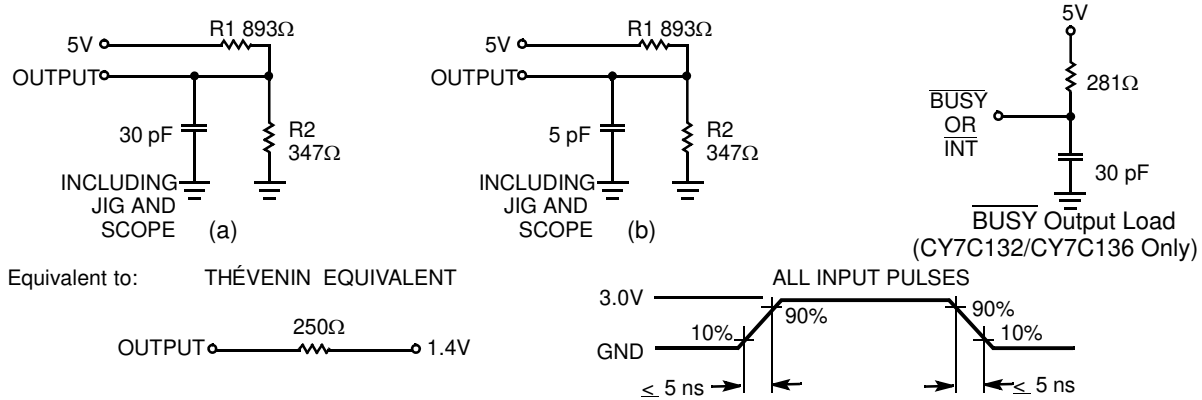 5V
R1 893Ω
OUTPUT
30 pF
R2
347Ω
INCLUDING
JIG AND
SCOPE
(a)
5V
R1 893Ω
OUTPUT
5 pF
R2
347Ω
INCLUDING
JIG AND
SCOPE
(b)
5V
281Ω
BUSY
OR
INT
30 pF
BUSY Output Load
(CY7C132/CY7C136 Only)
Equivalent to: THÉVENIN EQUIVALENT
OUTPUT
250Ω
1.4V
ALL INPUT PULSES
3.0V
GND
10%
90%
90%
10%
≤ 5 ns
≤ 5 ns